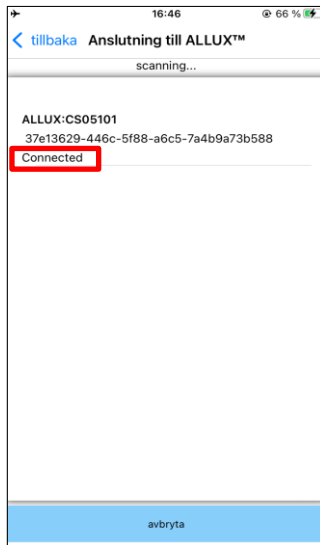 16:46 66 %
tillbaka Anslutning till ALLUX™
scanning...
ALLUX:CS05101
37e13629-446c-5f88-a6c5-7a4b9a73b588
Connected
avbryta